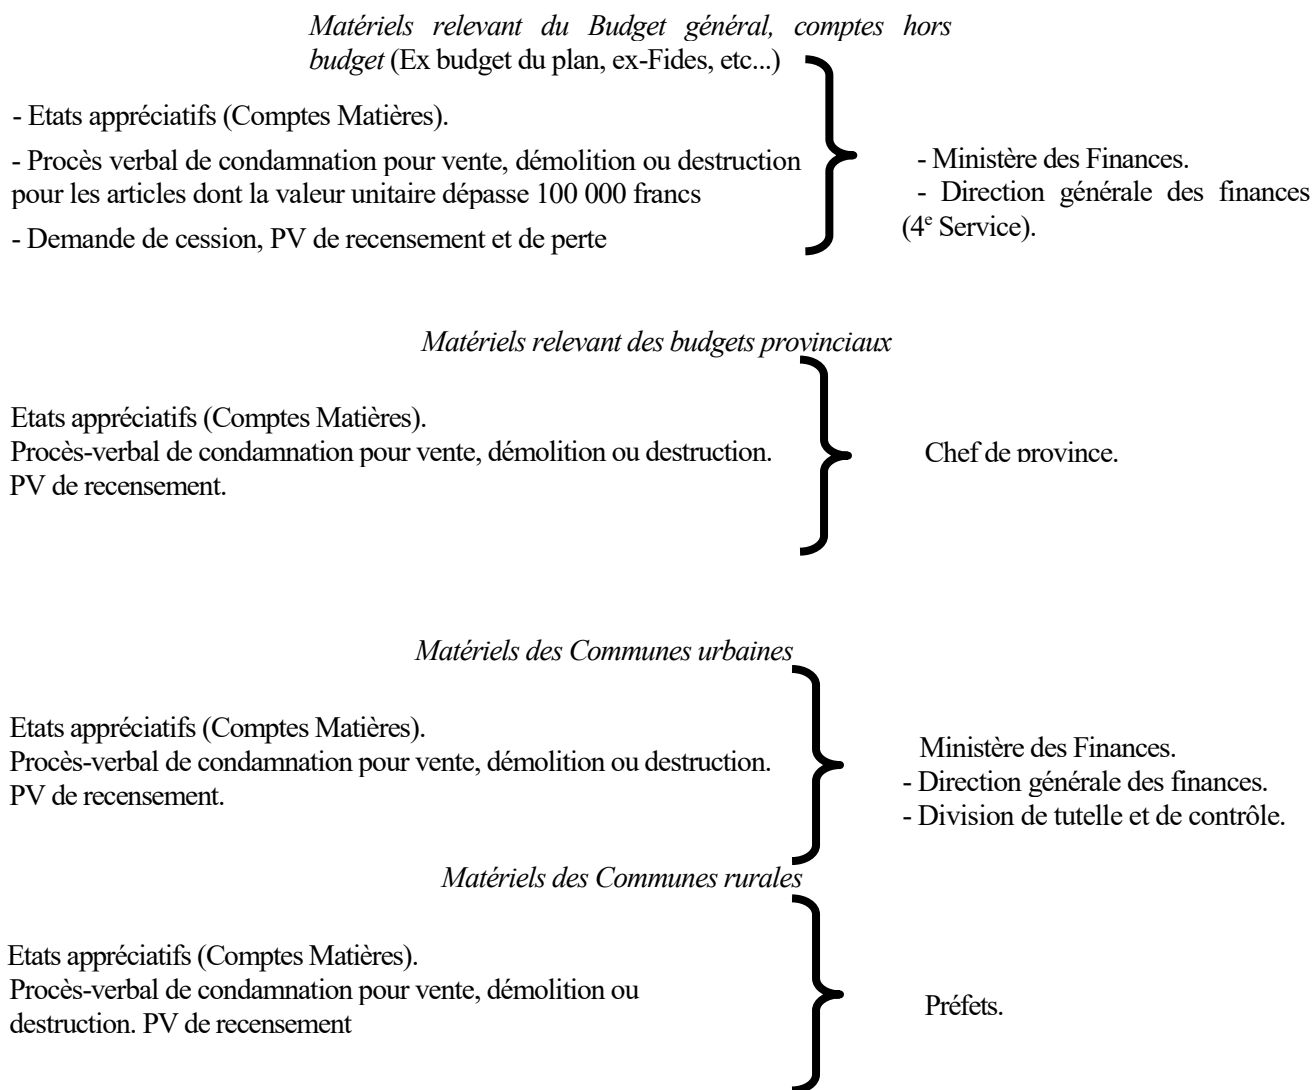 Matériels relevant du Budget général, comptes hors
budget (Ex budget du plan, ex-Fides, etc...)
- Etats appréciatifs (Comptes Matières).
- Procès verbal de condamnation pour vente, démolition ou destruction
pour les articles dont la valeur unitaire dépasse 100 000 francs
- Demande de cession, PV de recensement et de perte
- Ministère des Finances.
- Direction générale des finances
(4e Service).
Matériels relevant des budgets provinciaux
Etats appréciatifs (Comptes Matières).
Procès-verbal de condamnation pour vente, démolition ou destruction.
PV de recensement.
Chef de province.
Matériels des Communes urbaines
Etats appréciatifs (Comptes Matières).
Procès-verbal de condamnation pour vente, démolition ou destruction.
PV de recensement.
Ministère des Finances.
- Direction générale des finances.
- Division de tutelle et de contrôle.
Matériels des Communes rurales
Etats appréciatifs (Comptes Matières).
Procès-verbal de condamnation pour vente, démolition ou
destruction. PV de recensement
Préfets.